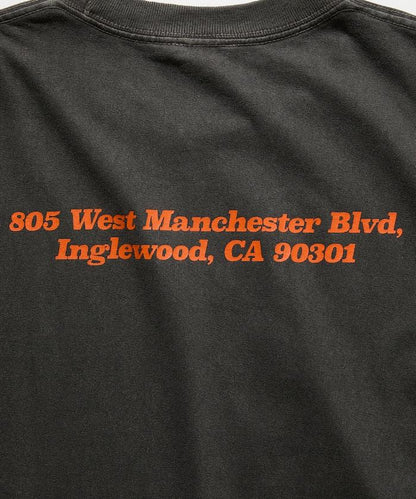 805 West Manchester Blvd,
Inglewood, CA 90301